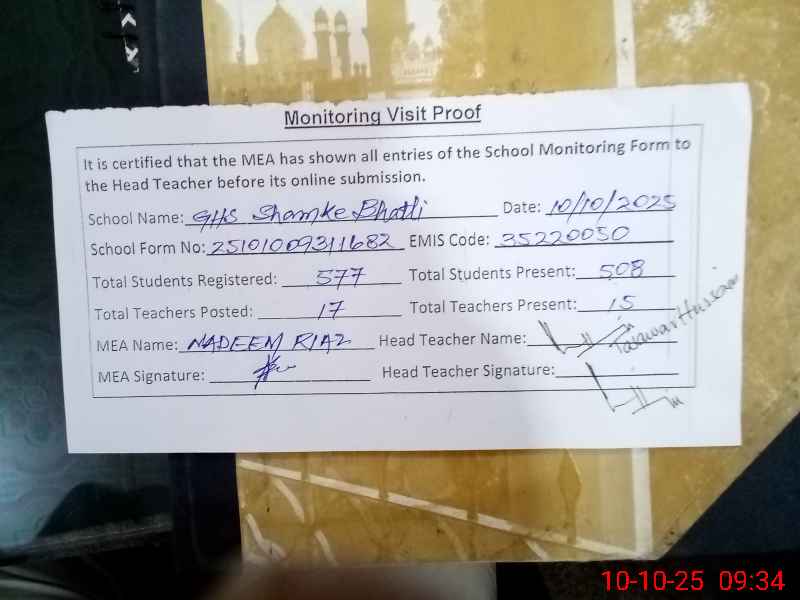 Monitoring Visit Proof
It is certified that the MEA has shown all entries of the School Monitoring Form to
the Head Teacher before its online submission.
School Name: GHS Shamke Bhatti Date: 10/10/2025
School Form No: 25101009311682 EMIS Code: 35220050
Total Students Registered: 577 Total Students Present: 508
Total Teachers Posted: 17 Total Teachers Present: 15
MEA Name: NADEEM RIAZ Head Teacher Name: Hussain
MEA Signature: Head Teacher Signature:
10-10-25 09:34